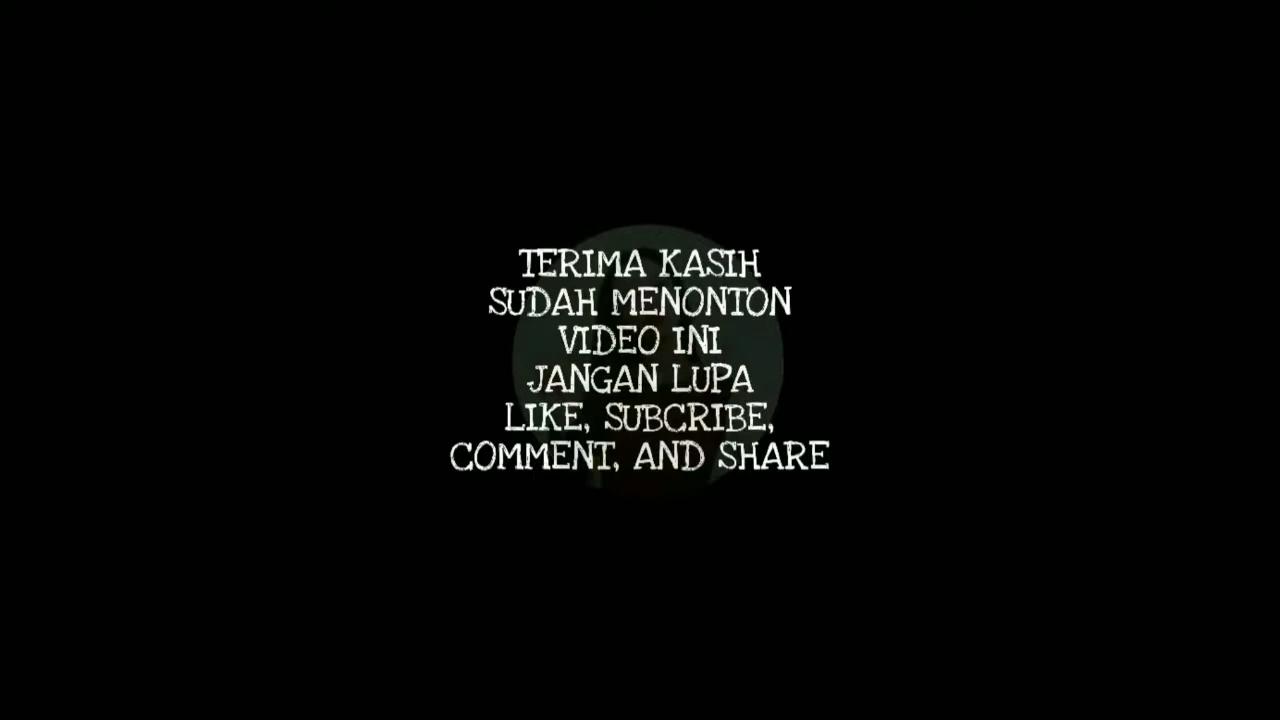 TERIMA KASIH
SUDAH MENONTON
VIDEO INI
JANGAN LUPA
LIKE, SUBCRIBE,
COMMENT, AND SHARE